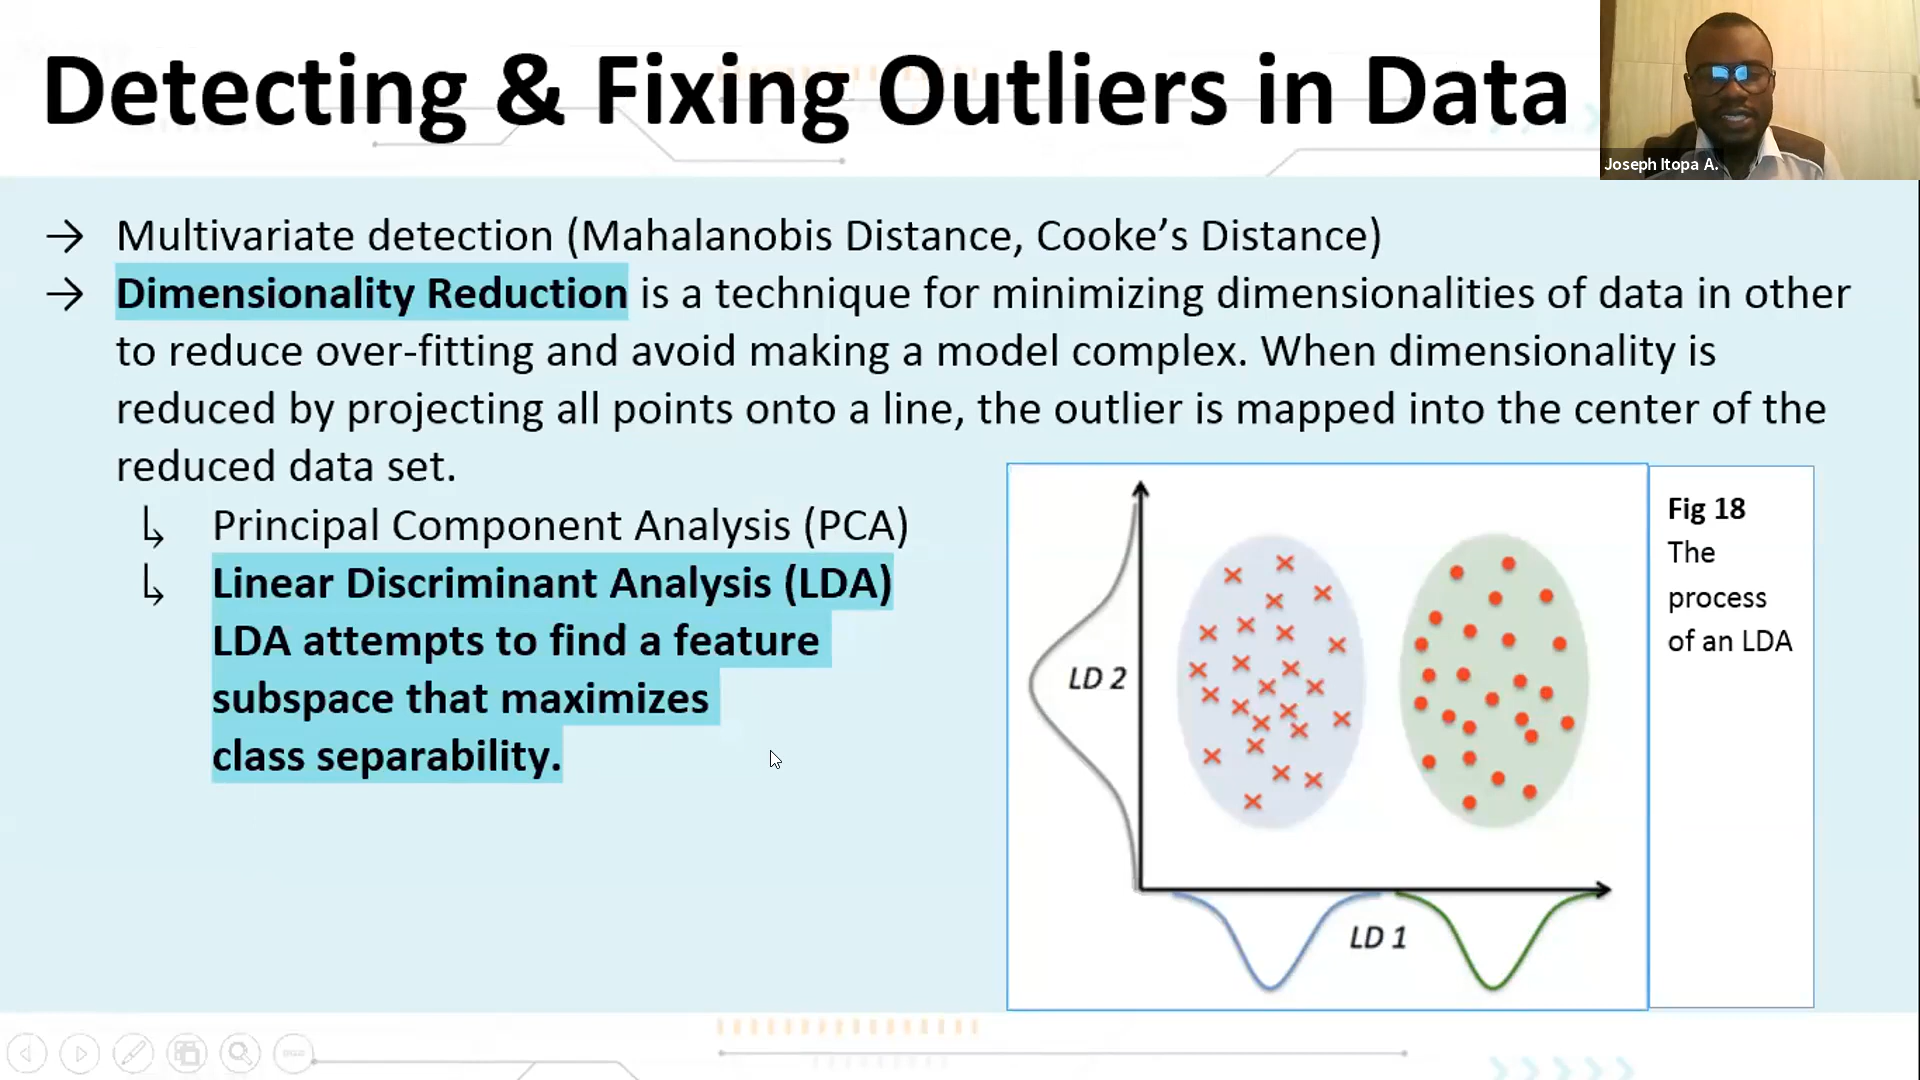 Detecting & Fixing Outliers in Data
Joseph Itopa A.
→ Multivariate detection (Mahalanobis Distance, Cooke’s Distance)
→ Dimensionality Reduction is a technique for minimizing dimensionalities of data in other
to reduce over-fitting and avoid making a model complex. When dimensionality is
reduced by projecting all points onto a line, the outlier is mapped into the center of the
reduced data set.
↳ Principal Component Analysis (PCA)
↳ Linear Discriminant Analysis (LDA)
LDA attempts to find a feature
subspace that maximizes
class separability.
LD 2
LD 1
Fig 18
The
process
of an LDA